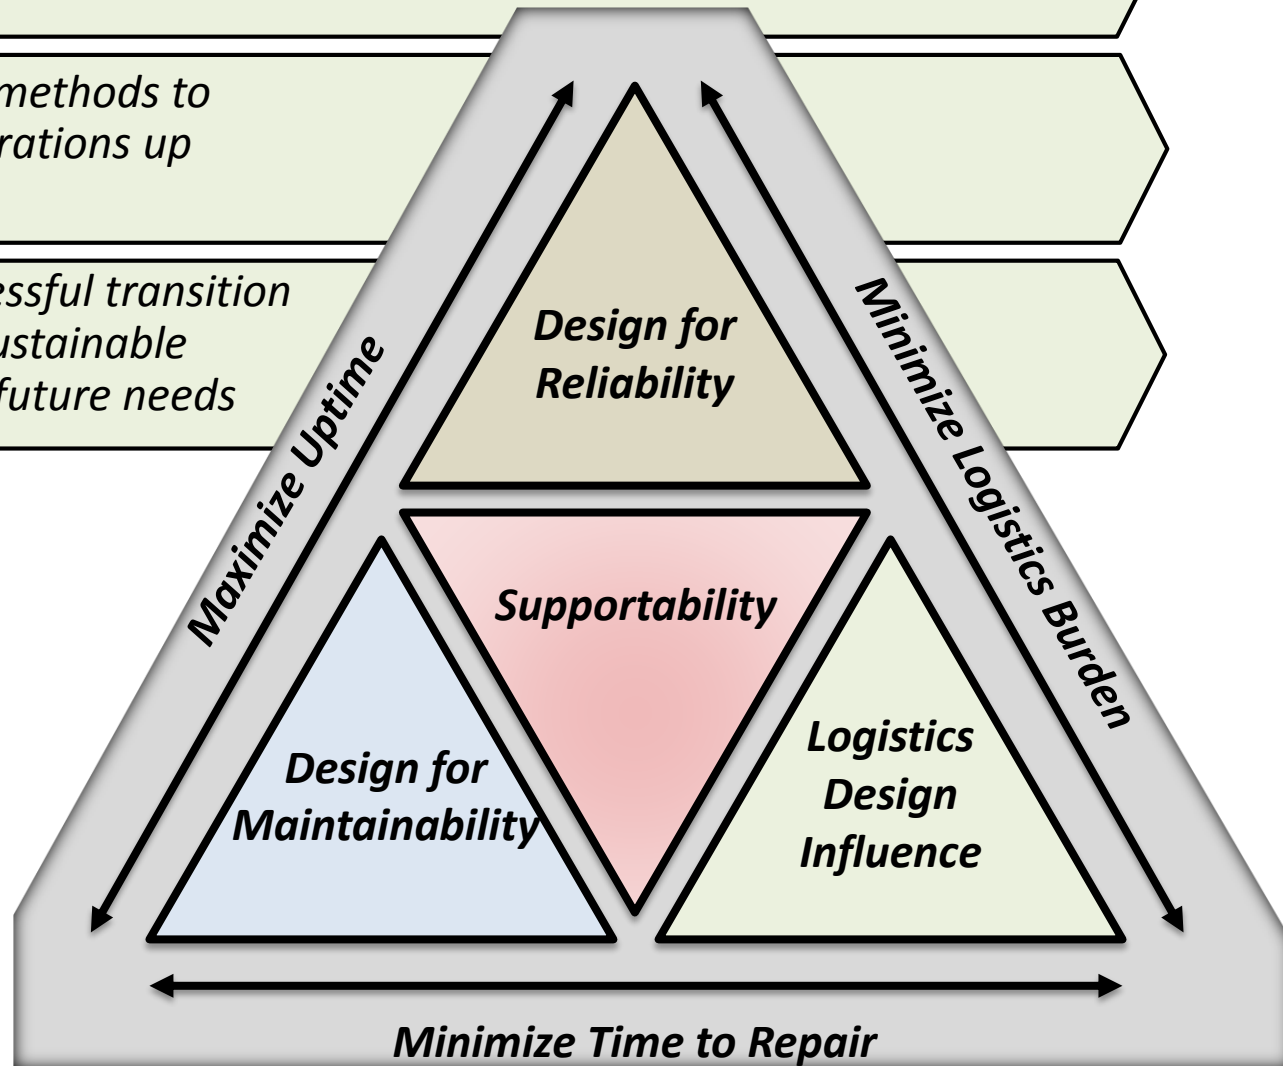 methods to
rations up
essful transition
ustainable
future needs
Maximize Uptime
Minimize Logistics Burden
Design for
Reliability
Supportability
Design for
Maintainability
Logistics
Design
Influence
Minimize Time to Repair